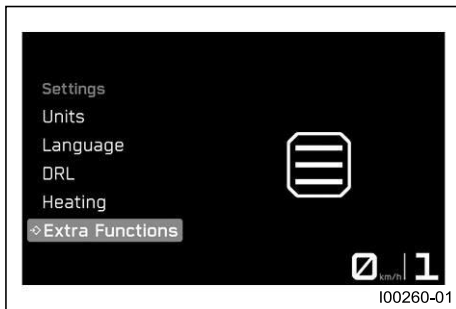 Settings
Units
Language
DRL
Heating
Extra Functions
0 km/h 1
I00260-01